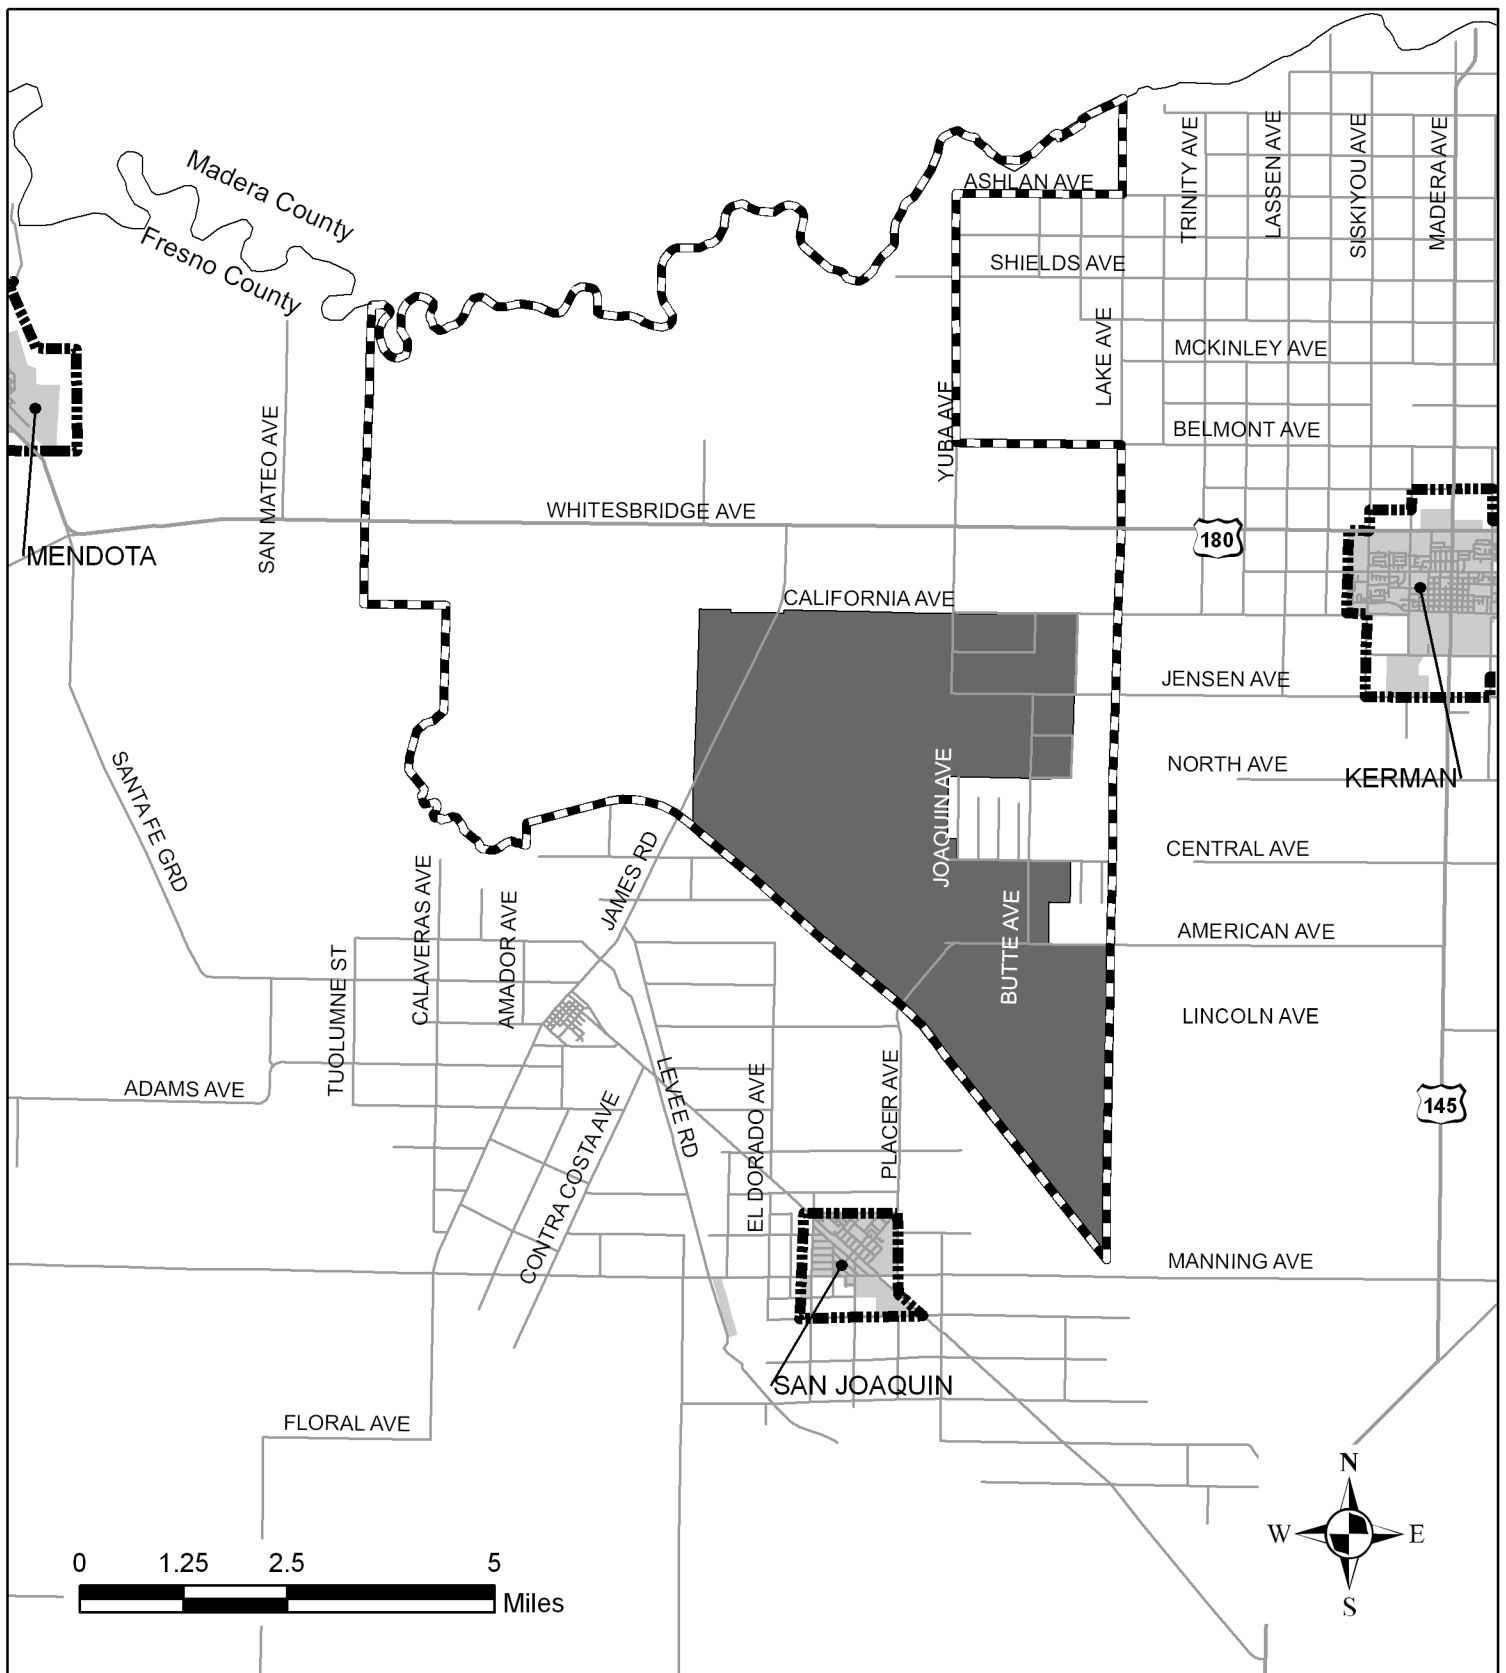 Madera County
Fresno County
ASHLAN AVE
TRINITY AVE
LASSEN AVE
SISKIYOU AVE
MADERA AVE
SHIELDS AVE
LAKE AVE
MCKINLEY AVE
YUBA AVE
BELMONT AVE
SAN MATEO AVE
WHITESBRIDGE AVE
180
MENDOTA
CALIFORNIA AVE
JENSEN AVE
NORTH AVE
KERMAN
SANTA FE GRD
JOAQUIN AVE
CENTRAL AVE
JAMES RD
CALAVERAS AVE
AMADOR AVE
BUTTE AVE
AMERICAN AVE
TUOLUMNE ST
LINCOLN AVE
ADAMS AVE
LEVEE RD
EL DORADO AVE
PLACER AVE
145
CONTRA COSTA AVE
MANNING AVE
SAN JOAQUIN
FLORAL AVE
N
W E
S
0 1.25 2.5 5
Miles